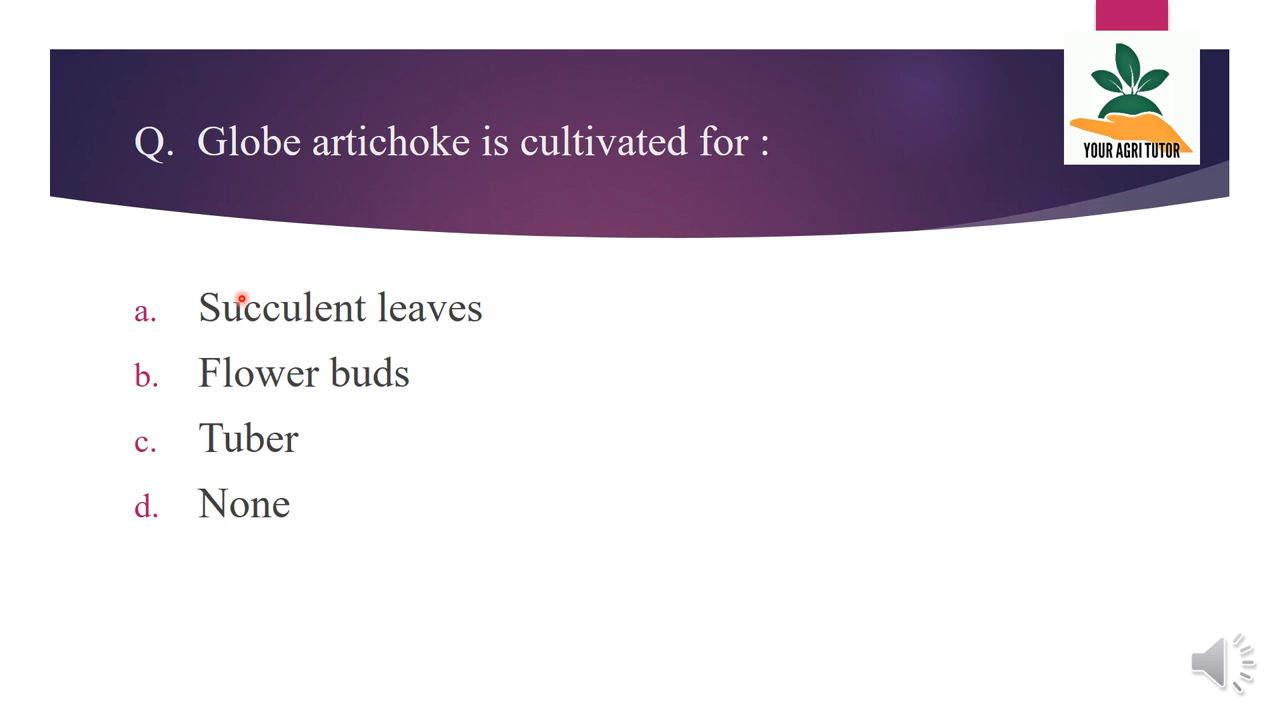 Q. Globe artichoke is cultivated for :
YOUR AGRI TUTOR
a. Succulent leaves
b. Flower buds
c. Tuber
d. None